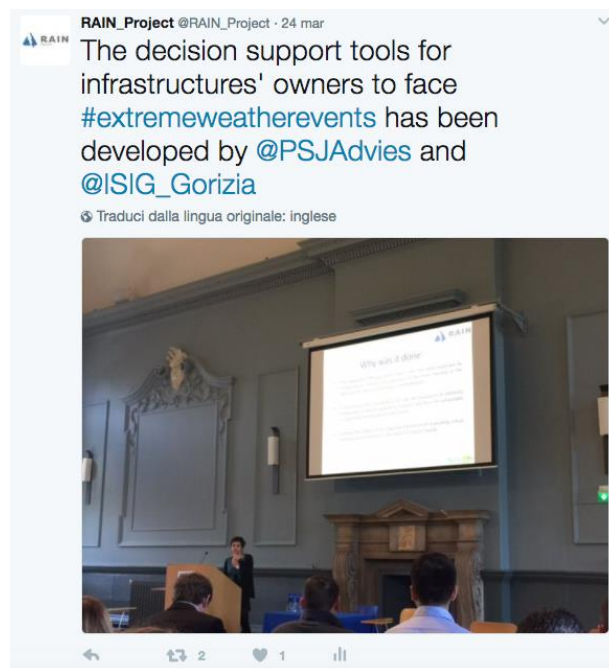 RAIN
RAIN_Project @RAIN_Project · 24 mar
The decision support tools for
infrastructures' owners to face
#extremeweatherevents has been
developed by @PSJAdvies and
@ISIG_Gorizia
Traduci dalla lingua originale: inglese
RAIN
Why was it done
2
1